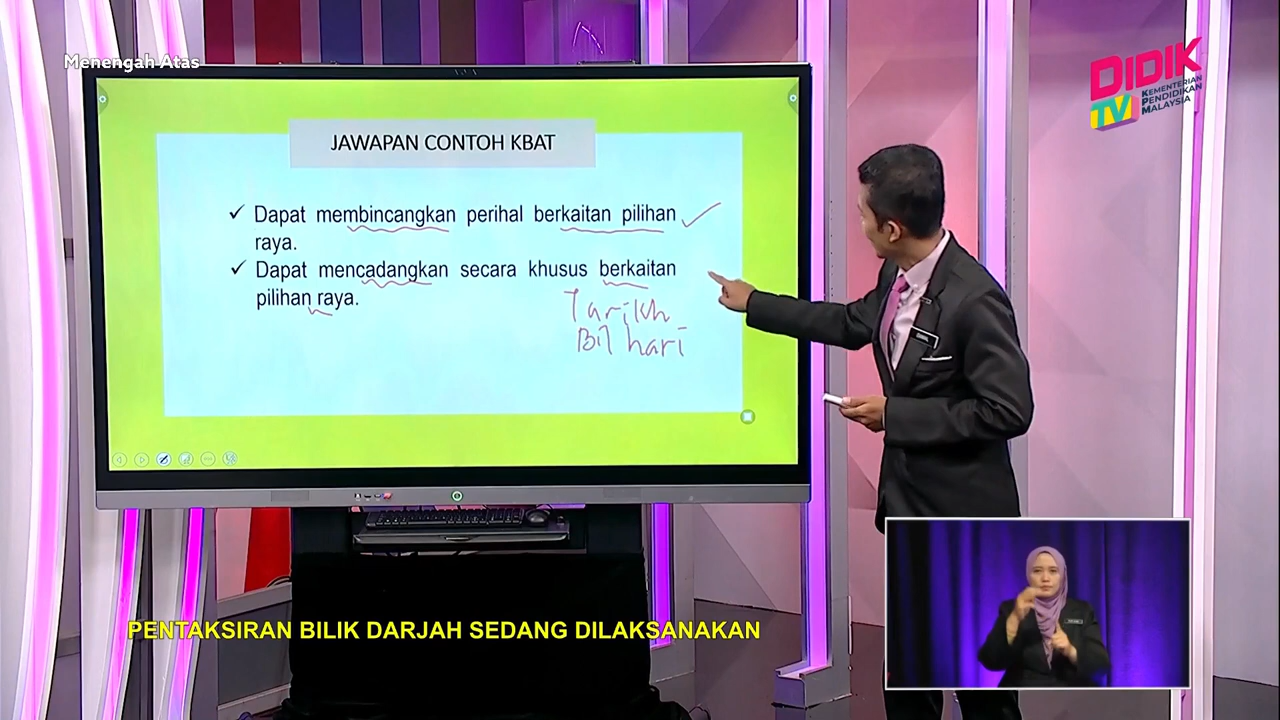 Menengah Atas
DIDIK
TV
KEMENTERIAN
PENDIDIKAN
MALAYSIA
JAWAPAN CONTOH KBAT
✓ Dapat membincangkan perihal berkaitan pilihan
raya.
✓ Dapat mencadangkan secara khusus berkaitan
pilihan raya.
Tarikh
Bil hari
PENTAKSIRAN BILIK DARJAH SEDANG DILAKSANAKAN